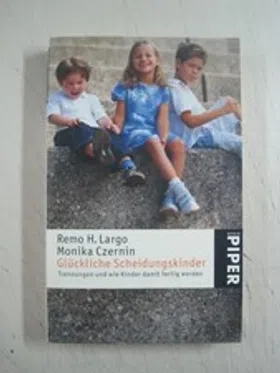 Remo H. Largo
Monika Czernin
Glückliche Scheidungskinder
Trennungen und wie Kinder damit fertig werden
PIPER